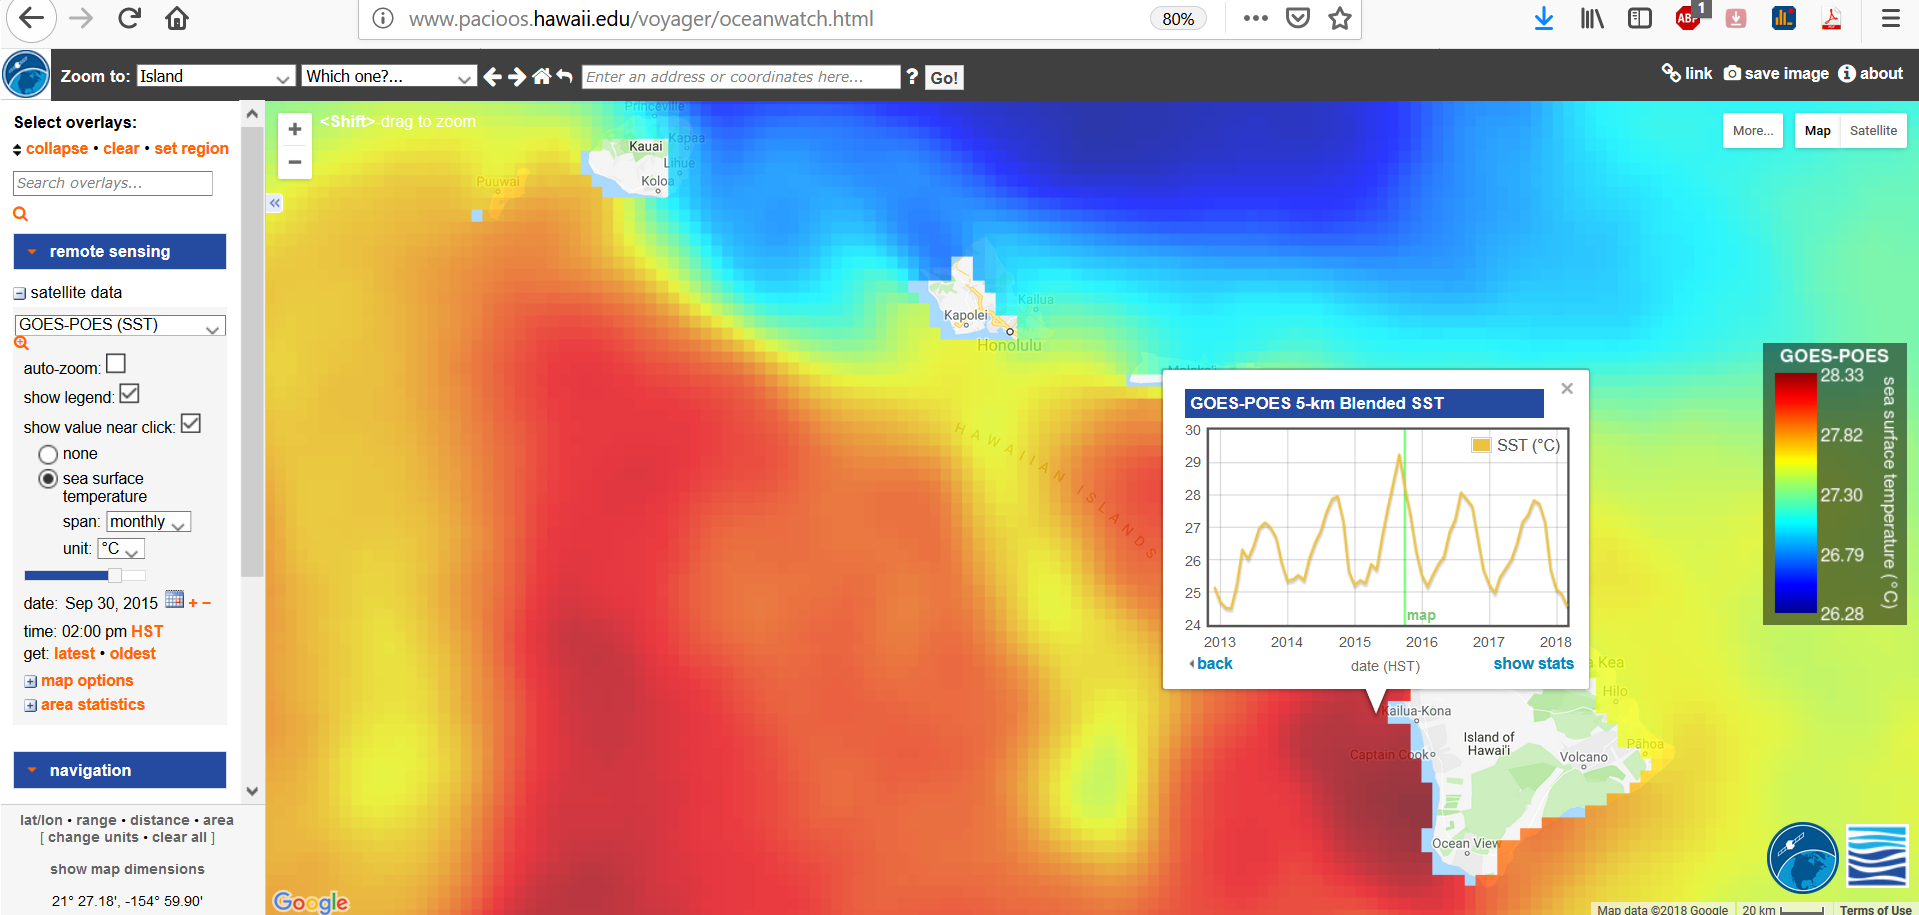 www.pacioos.hawaii.edu/voyager/oceanwatch.html
80%
ABP
1
Zoom to:
Island
Which one?...
Enter an address or coordinates here...
?
Go!
link
save image
about
Select overlays:
collapse • clear • set region
Search overlays...
remote sensing
satellite data
GOES-POES (SST)
auto-zoom:
show legend:
show value near click:
none
sea surface
temperature
span: monthly
unit: °C
date: Sep 30, 2015 + −
time: 02:00 pm HST
get: latest • oldest
map options
area statistics
navigation
lat/lon • range • distance • area
[ change units • clear all ]
show map dimensions
21° 27.18', -154° 59.90'
+
−
<Shift>-drag to zoom
«
More...
Map
Satellite
Princeville
Kapaa
Kauai
Lihue
Koloa
Puuwai
Kailua
Kapolei
Honolulu
Moloka'i
HAWAIIAN ISLANDS
GOES-POES 5-km Blended SST
×
SST (°C)
30
29
28
27
26
25
24
map
2013
2014
2015
2016
2017
2018
back
date (HST)
show stats
GOES-POES
28.33
27.82
27.30
26.79
26.28
sea surface temperature (°C)
a Kea
Hilo
Kailua-Kona
Island of
Hawai'i
Captain Cook
Volcano
Pāhoa
Ocean View
Google
Map data ©2018 Google
20 km
Terms of Use